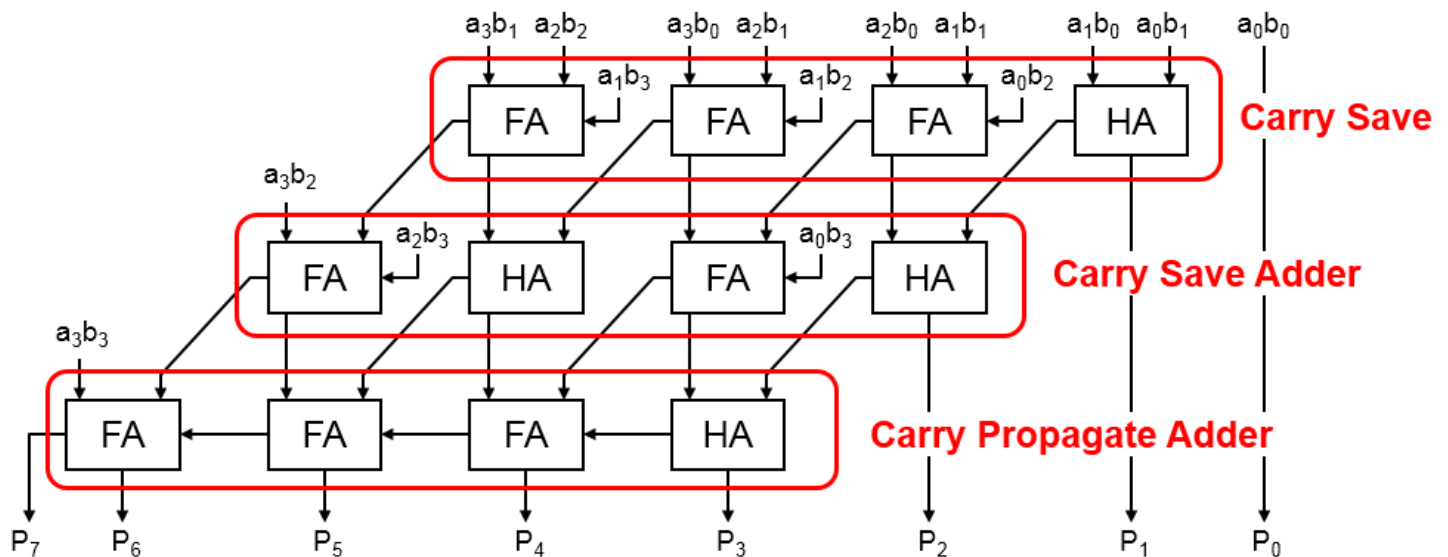 a₃b₁ a₂b₂ a₃b₀ a₂b₁ a₂b₀ a₁b₁ a₁b₀ a₀b₁ a₀b₀
a₁b₃ a₁b₂ a₀b₂
FA FA FA HA Carry Save
a₃b₂
a₂b₃ a₀b₃
FA HA FA HA Carry Save Adder
a₃b₃
FA FA FA HA Carry Propagate Adder
P₇ P₆ P₅ P₄ P₃ P₂ P₁ P₀